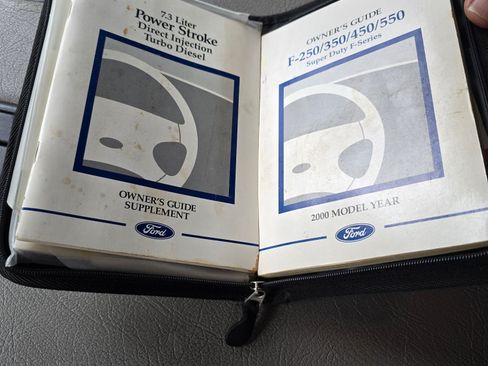 7.3 Liter
Power Stroke
Direct Injection
Turbo Diesel
OWNER'S GUIDE
SUPPLEMENT
Ford
OWNER'S GUIDE
F-250/350/450/550
Super Duty F-Series
2000 MODEL YEAR
Ford